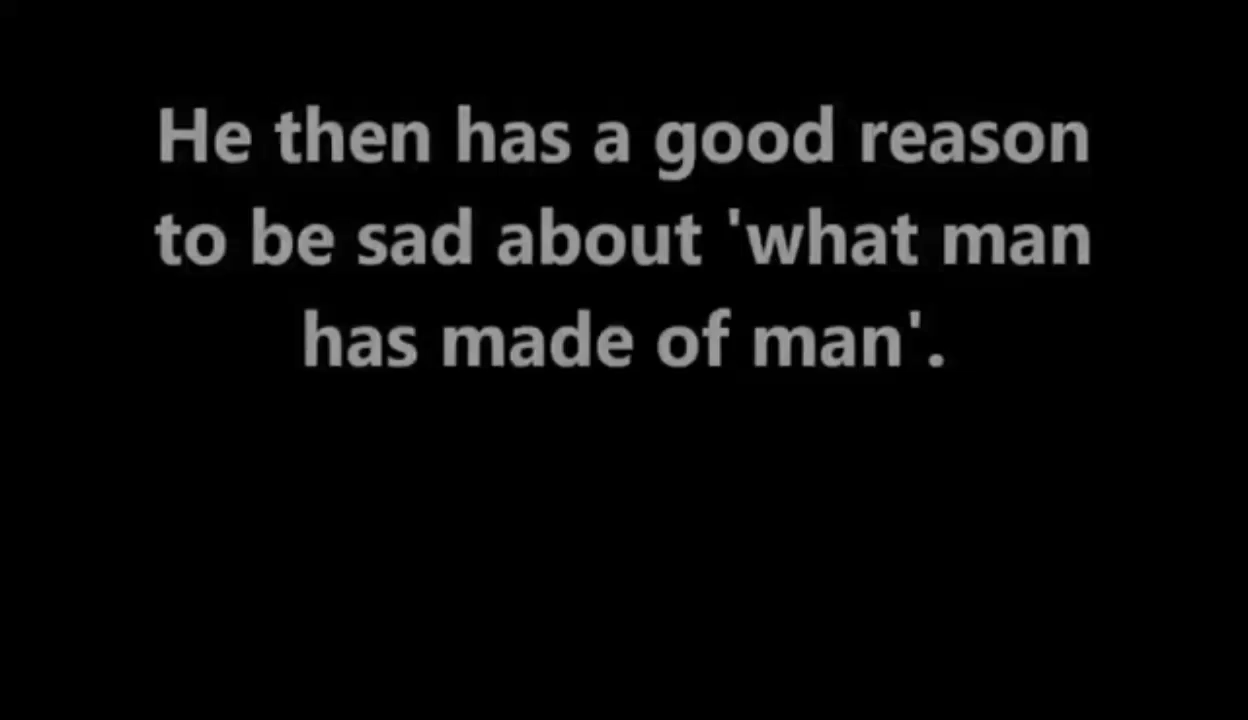 He then has a good reason
to be sad about 'what man
has made of man'.